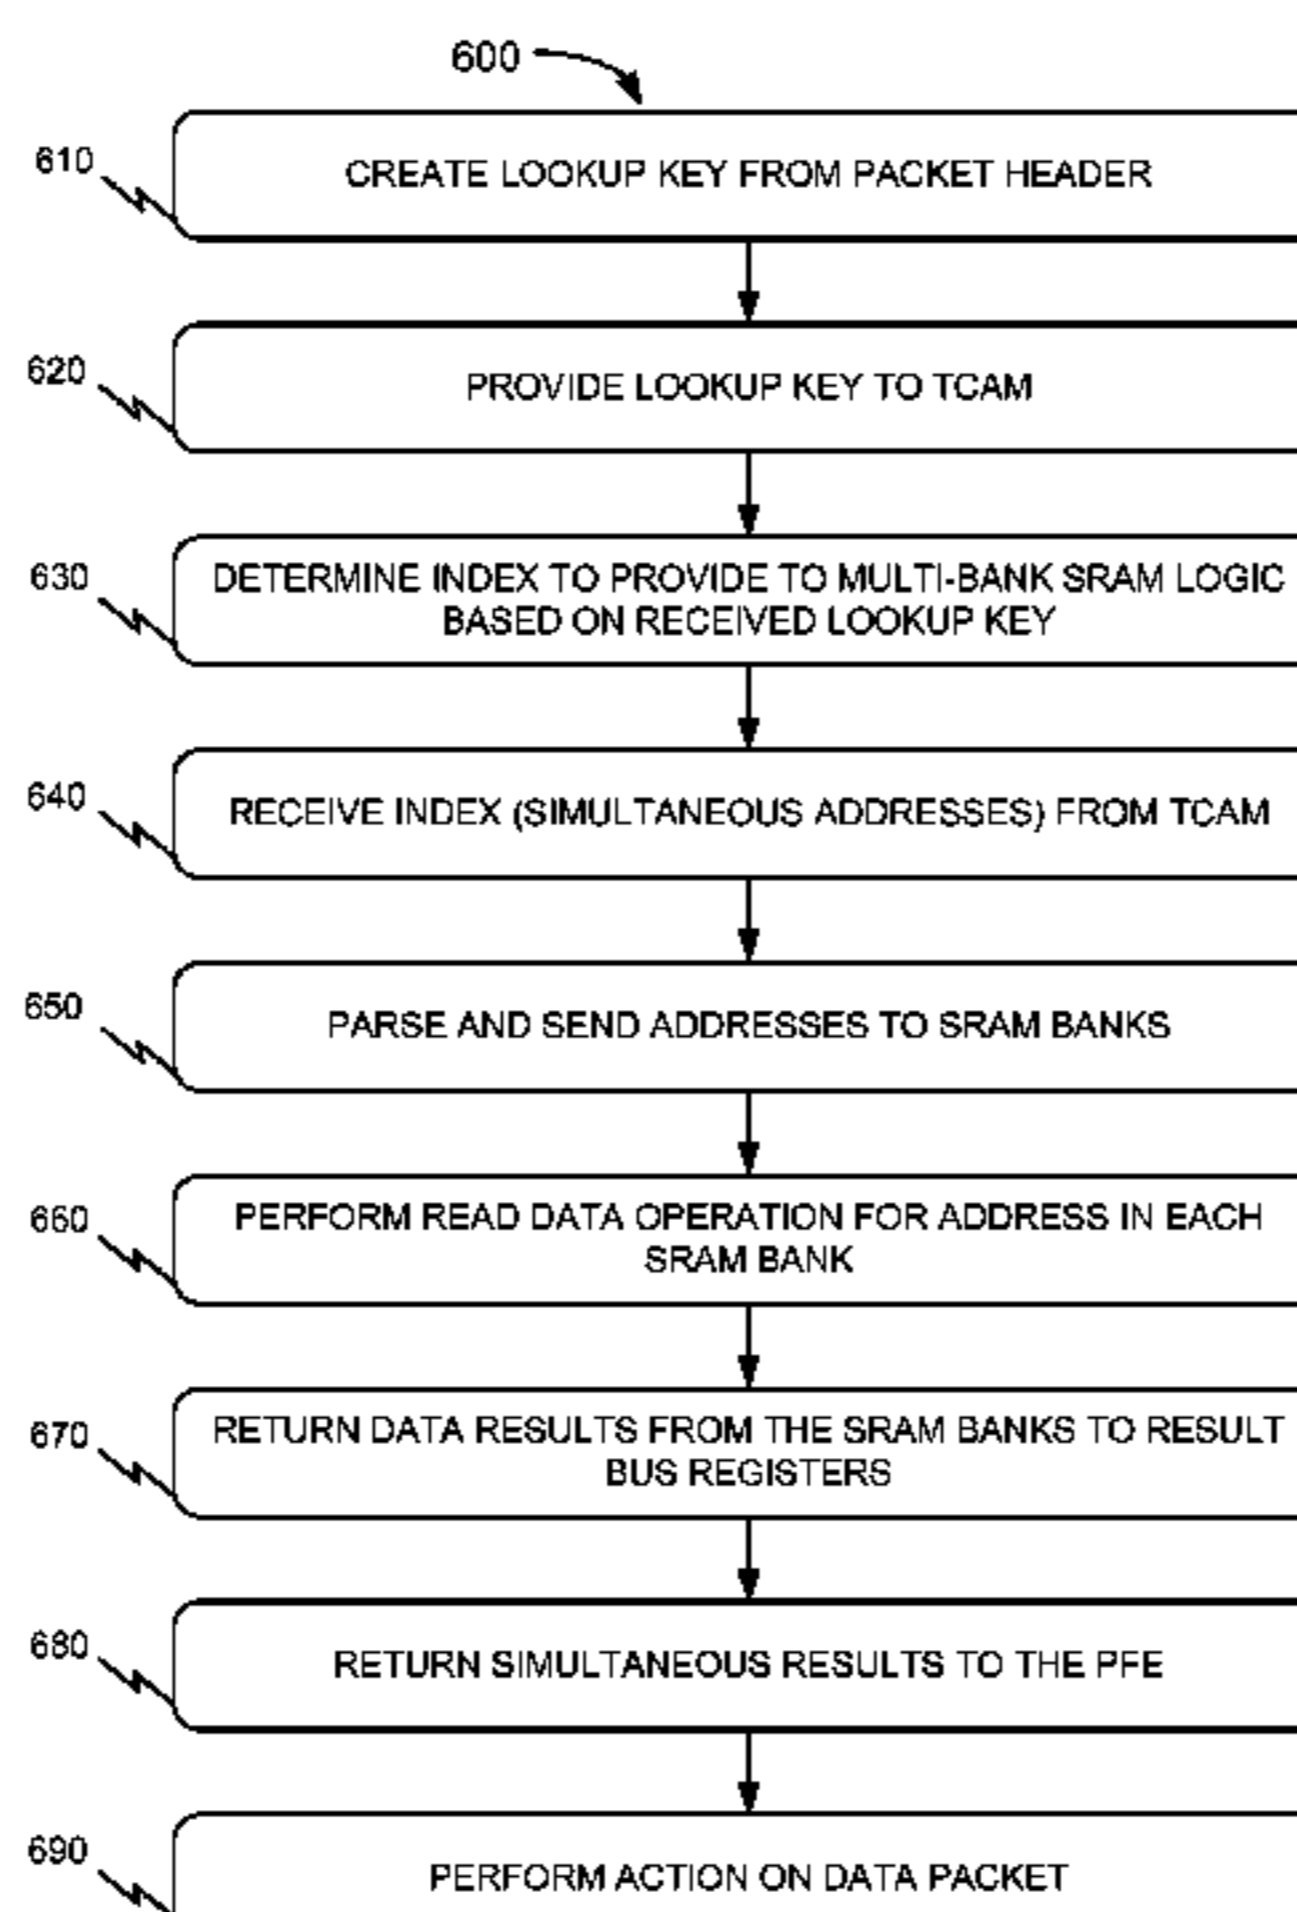 600
610
CREATE LOOKUP KEY FROM PACKET HEADER
620
PROVIDE LOOKUP KEY TO TCAM
630
DETERMINE INDEX TO PROVIDE TO MULTI-BANK SRAM LOGIC
BASED ON RECEIVED LOOKUP KEY
640
RECEIVE INDEX (SIMULTANEOUS ADDRESSES) FROM TCAM
650
PARSE AND SEND ADDRESSES TO SRAM BANKS
660
PERFORM READ DATA OPERATION FOR ADDRESS IN EACH
SRAM BANK
670
RETURN DATA RESULTS FROM THE SRAM BANKS TO RESULT
BUS REGISTERS
680
RETURN SIMULTANEOUS RESULTS TO THE PFE
690
PERFORM ACTION ON DATA PACKET